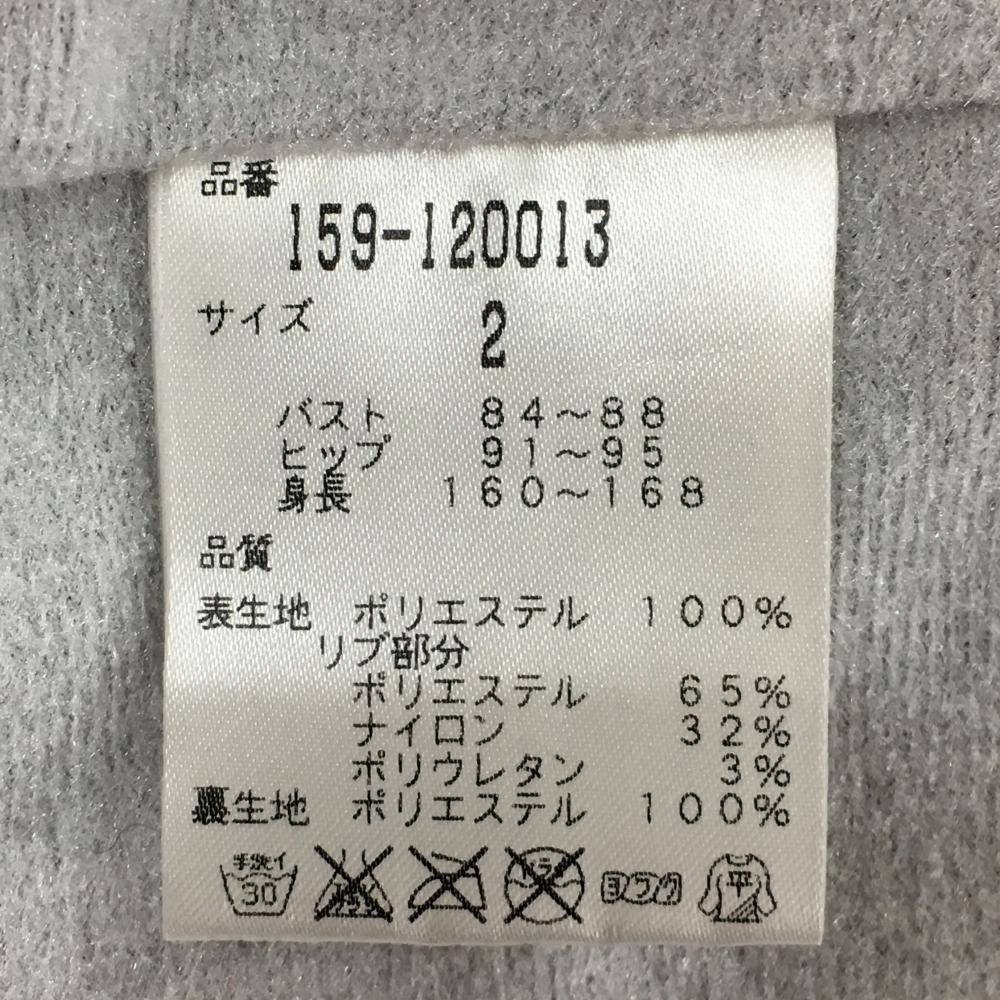 品番
159-120013
サイズ 2
バスト 84～88
ヒップ 91～95
身長 160～168
品質
表生地 ポリエステル 100%
リブ部分
ポリエステル 65%
ナイロン 32%
ポリウレタン 3%
裏生地 ポリエステル 100%
手洗イ
30 ヨワク 平